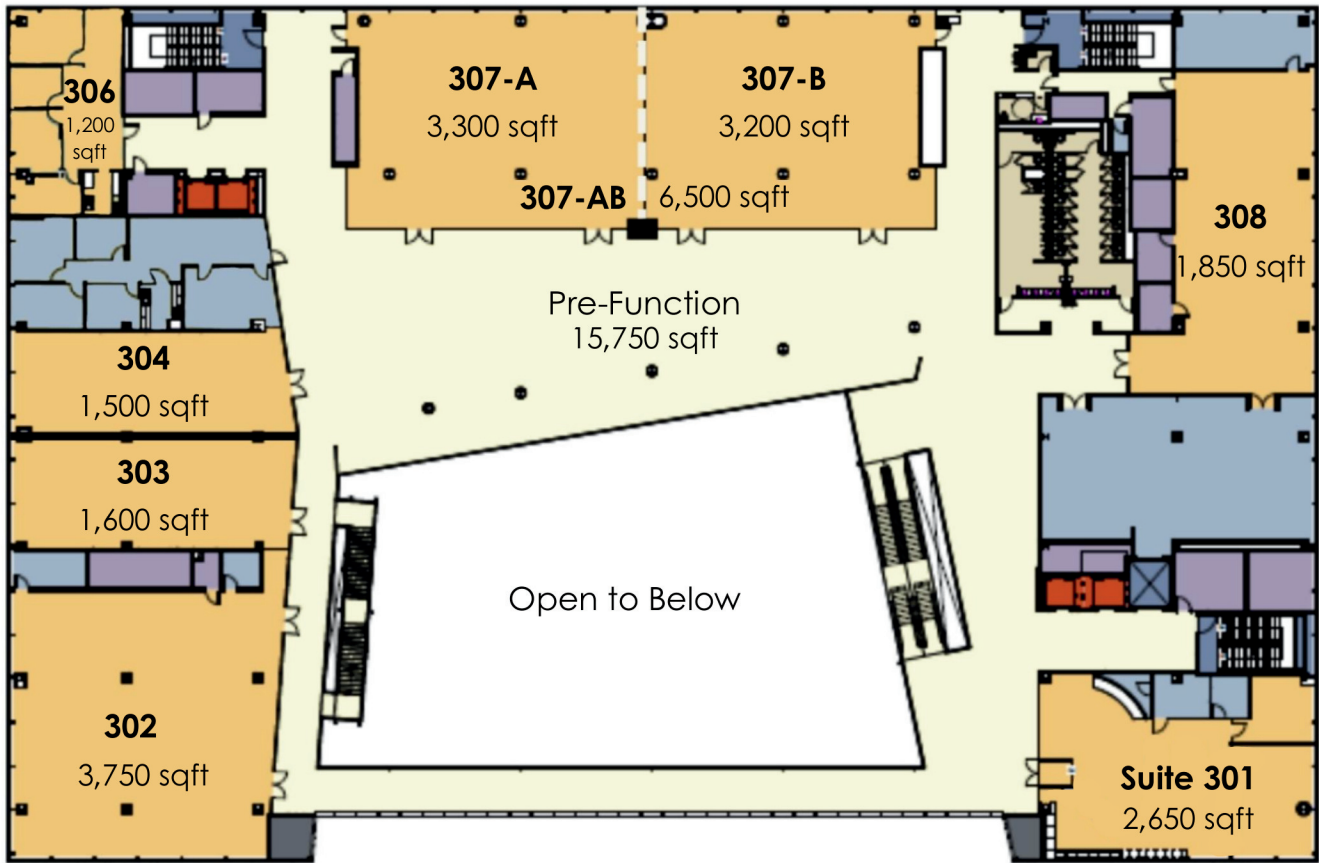 306
1,200
sqft
307-A
3,300 sqft
307-B
3,200 sqft
307-AB 6,500 sqft
308
1,850 sqft
Pre-Function
15,750 sqft
304
1,500 sqft
303
1,600 sqft
Open to Below
302
3,750 sqft
Suite 301
2,650 sqft